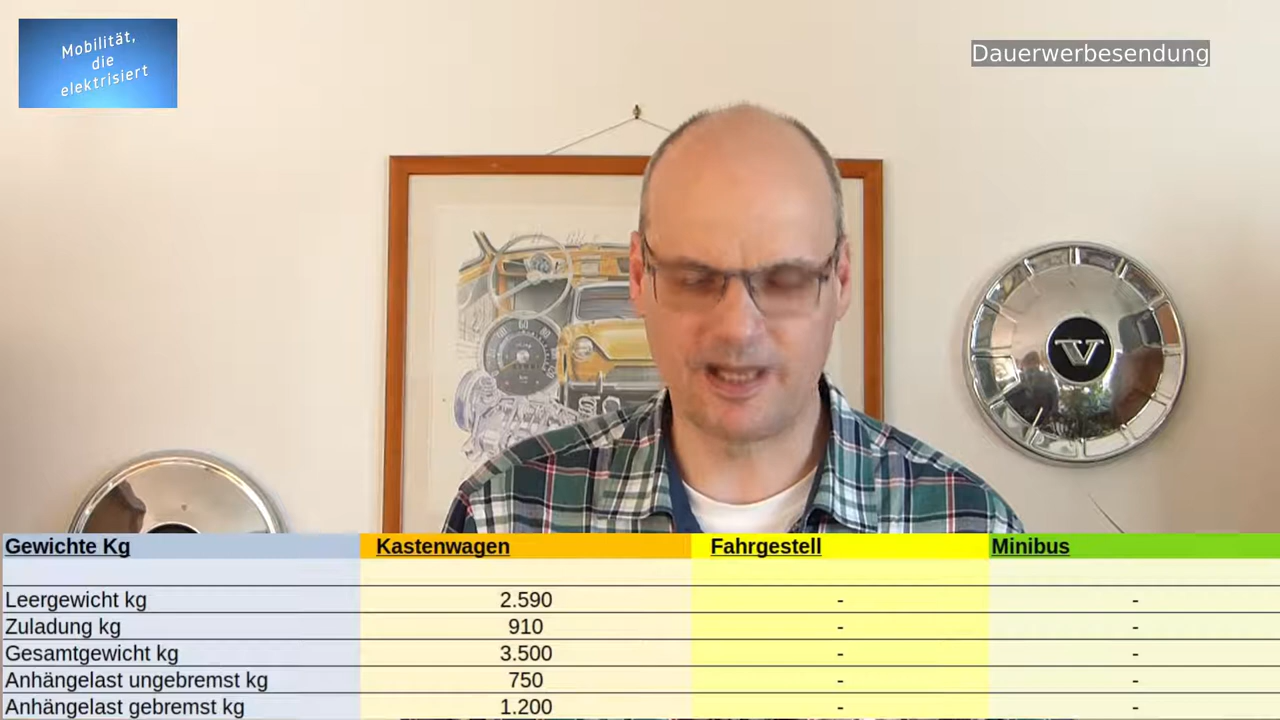 Mobilität,
die
elektrisiert
Dauerwerbesendung
V
Gewichte Kg Kastenwagen Fahrgestell Minibus
Leergewicht kg 2.590 - -
Zuladung kg 910 - -
Gesamtgewicht kg 3.500 - -
Anhängelast ungebremst kg 750 - -
Anhängelast gebremst kg 1.200 - -